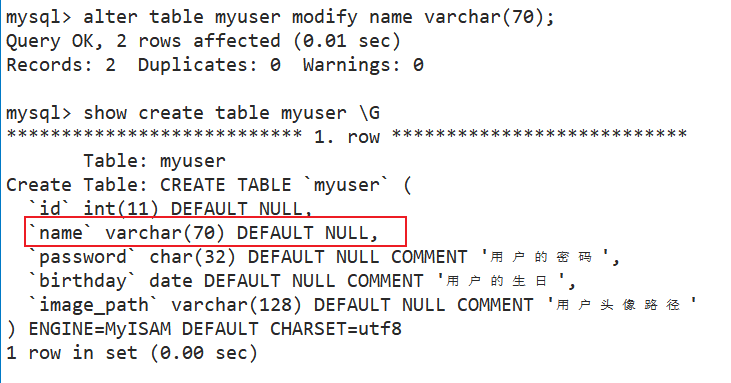 mysql> alter table myuser modify name varchar(70);
Query OK, 2 rows affected (0.01 sec)
Records: 2  Duplicates: 0  Warnings: 0
mysql> show create table myuser \G
*************************** 1. row ***************************
       Table: myuser
Create Table: CREATE TABLE `myuser` (
  `id` int(11) DEFAULT NULL,
  `name` varchar(70) DEFAULT NULL,
  `password` char(32) DEFAULT NULL COMMENT '用户的密码',
  `birthday` date DEFAULT NULL COMMENT '用户的生日',
  `image_path` varchar(128) DEFAULT NULL COMMENT '用户头像路径'
) ENGINE=MyISAM DEFAULT CHARSET=utf8
1 row in set (0.00 sec)